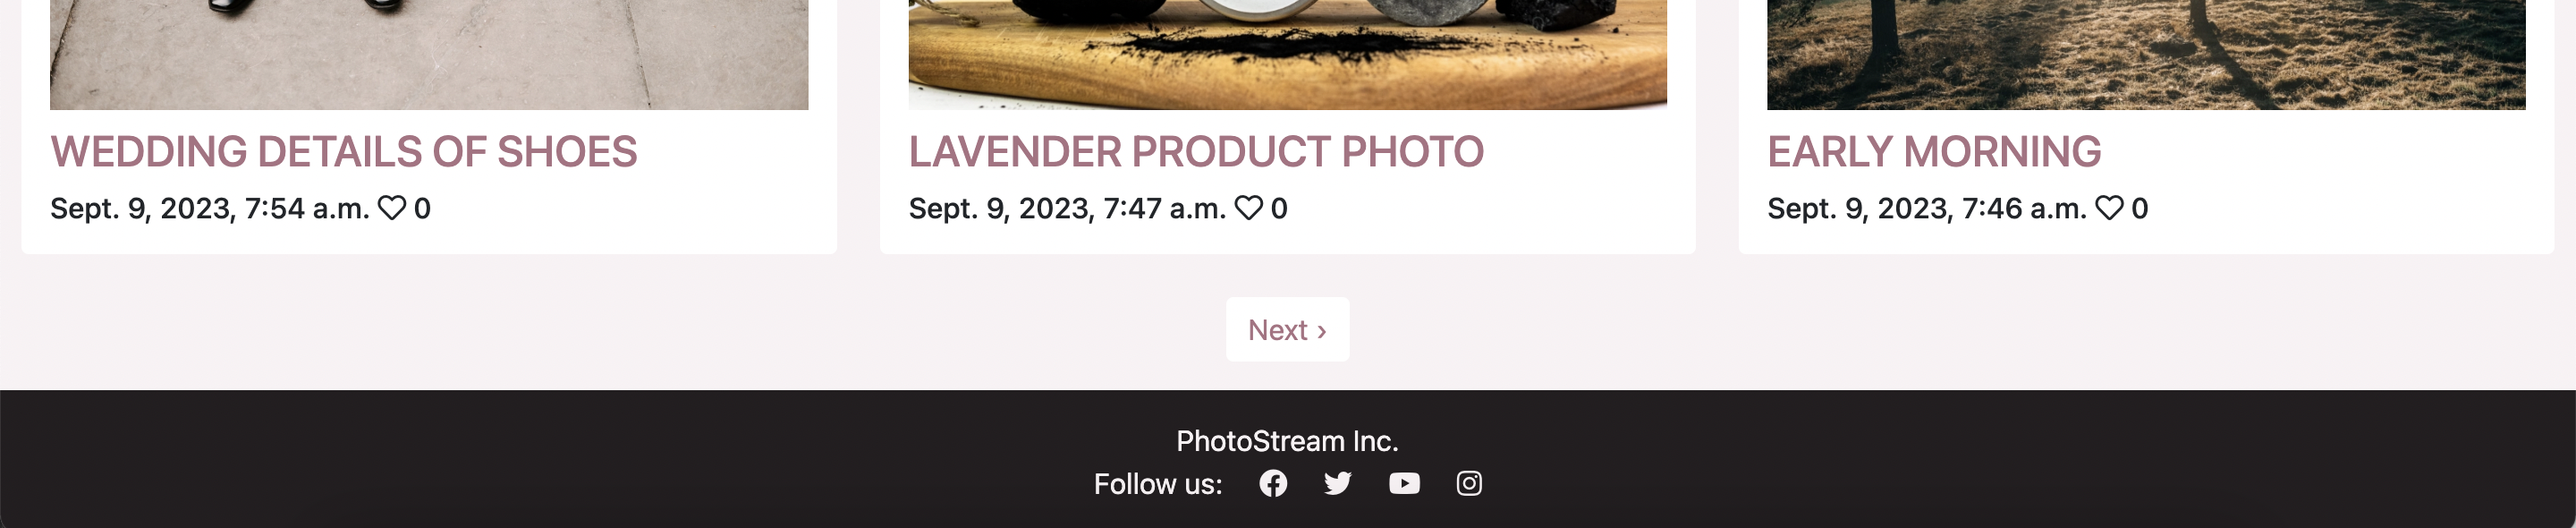 WEDDING DETAILS OF SHOES
Sept. 9, 2023, 7:54 a.m. 0
LAVENDER PRODUCT PHOTO
Sept. 9, 2023, 7:47 a.m. 0
EARLY MORNING
Sept. 9, 2023, 7:46 a.m. 0
Next ›
PhotoStream Inc.
Follow us: